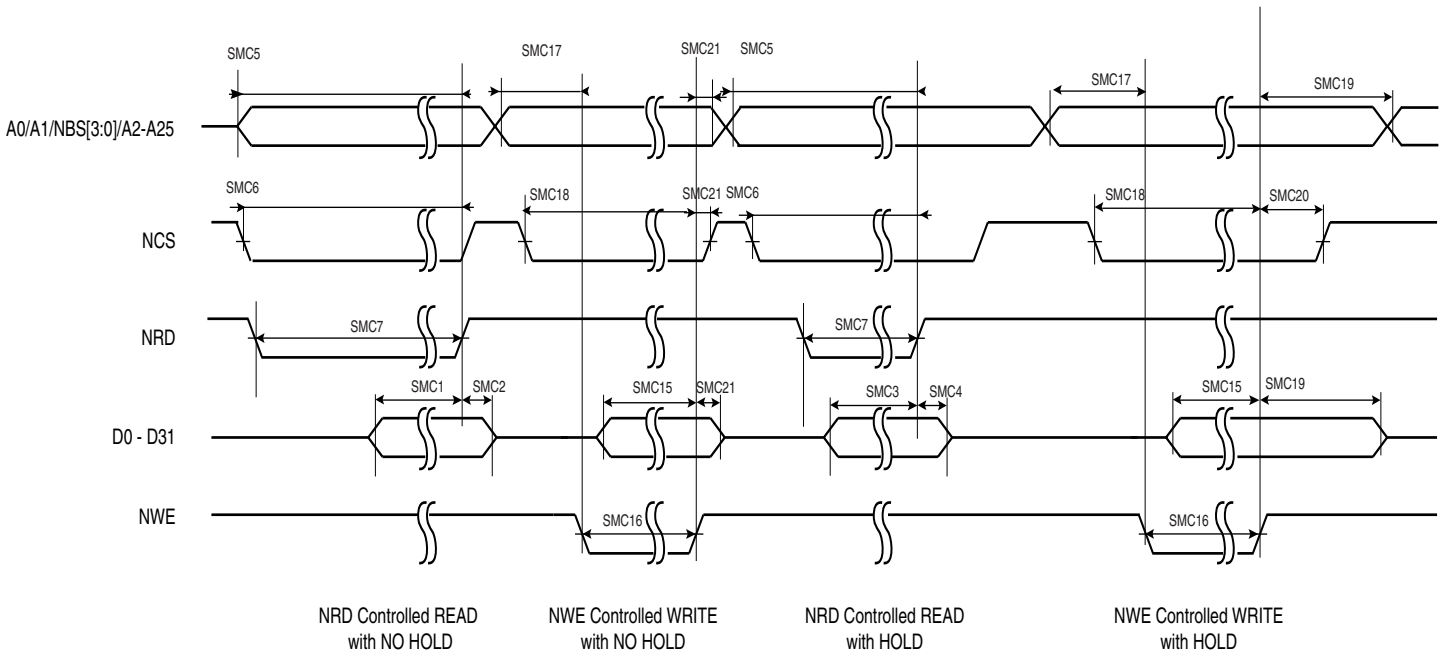 SMC5 SMC17 SMC21 SMC5 SMC17 SMC19
A0/A1/NBS[3:0]/A2-A25
SMC6 SMC18 SMC21 SMC6 SMC18 SMC20
NCS
NRD SMC7 SMC7
SMC1 SMC2 SMC15 SMC21 SMC3 SMC4 SMC15 SMC19
D0 - D31
NWE SMC16 SMC16
NRD Controlled READ
with NO HOLD
NWE Controlled WRITE
with NO HOLD
NRD Controlled READ
with HOLD
NWE Controlled WRITE
with HOLD